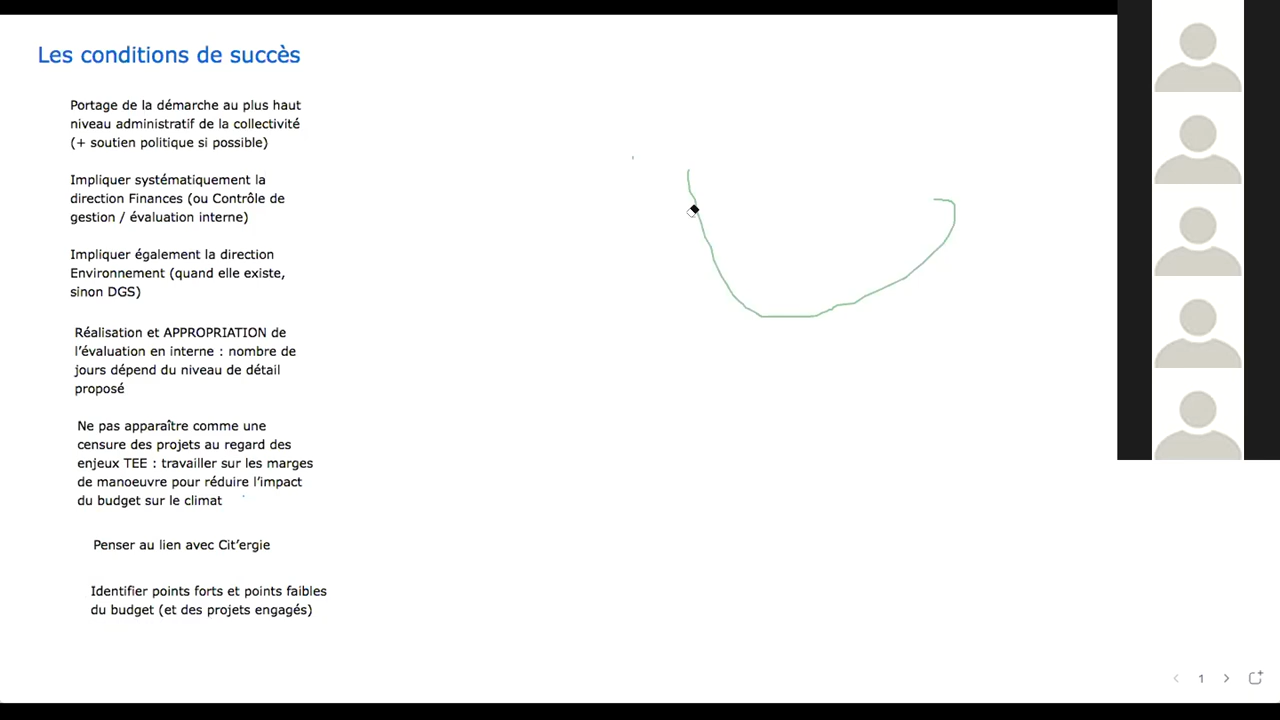 Les conditions de succès
Portage de la démarche au plus haut
niveau administratif de la collectivité
(+ soutien politique si possible)
Impliquer systématiquement la
direction Finances (ou Contrôle de
gestion / évaluation interne)
Impliquer également la direction
Environnement (quand elle existe,
sinon DGS)
Réalisation et APPROPRIATION de
l’évaluation en interne : nombre de
jours dépend du niveau de détail
proposé
Ne pas apparaître comme une
censure des projets au regard des
enjeux TEE : travailler sur les marges
de manoeuvre pour réduire l’impact
du budget sur le climat
Penser au lien avec Cit’ergie
Identifier points forts et points faibles
du budget (et des projets engagés)
1